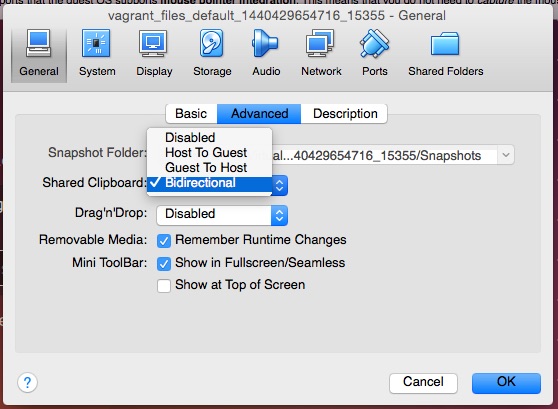 ports that the guest OS supports mouse pointer integration. This means that you do not need to capture the mous
vagrant_files_default_1440429654716_15355 - General
General System Display Storage Audio Network Ports Shared Folders
Basic Advanced Description
Disabled
Host To Guest
Guest To Host
✓ Bidirectional
Snapshot Folder: al...40429654716_15355/Snapshots
Shared Clipboard:
Drag'n'Drop: Disabled
Removable Media: Remember Runtime Changes
Mini ToolBar: Show in Fullscreen/Seamless
Show at Top of Screen
? Cancel OK